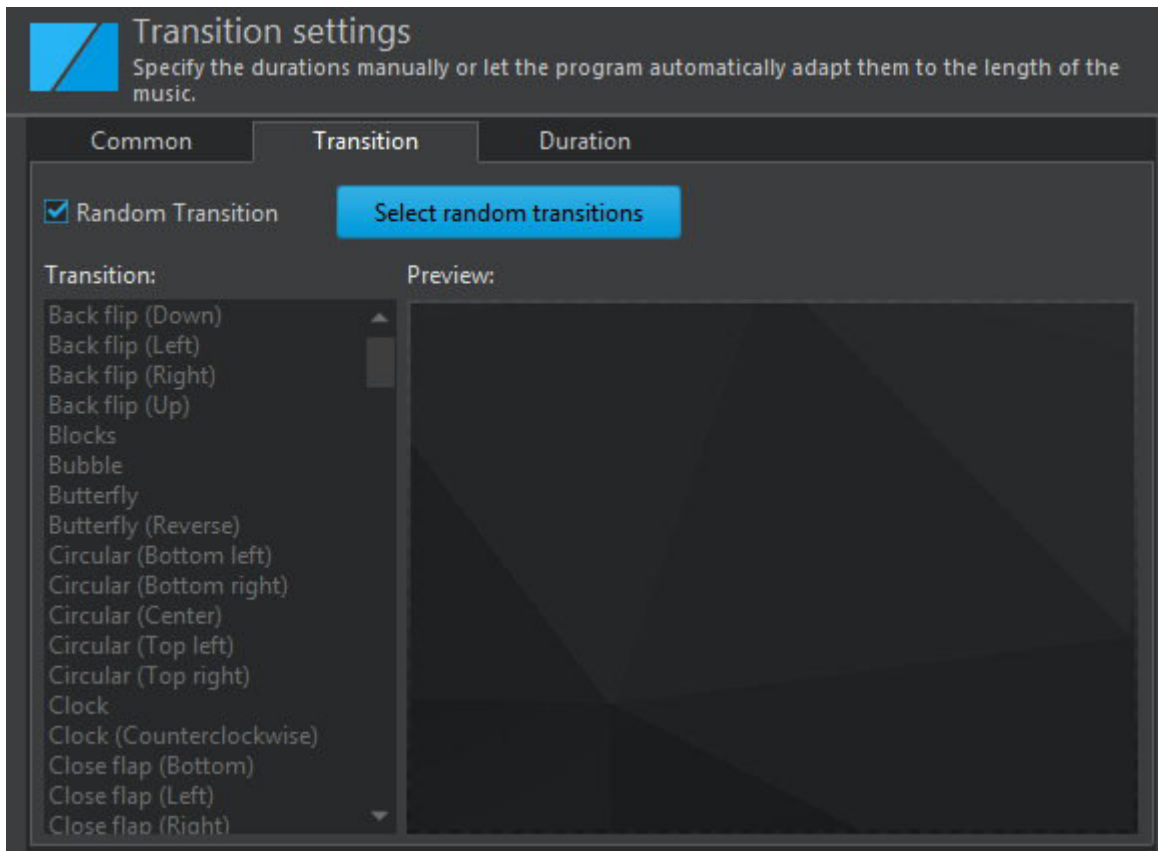 Transition settings
Specify the durations manually or let the program automatically adapt them to the length of the
music.
Common Transition Duration
Random Transition Select random transitions
Transition: Preview:
Back flip (Down)
Back flip (Left)
Back flip (Right)
Back flip (Up)
Blocks
Bubble
Butterfly
Butterfly (Reverse)
Circular (Bottom left)
Circular (Bottom right)
Circular (Center)
Circular (Top left)
Circular (Top right)
Clock
Clock (Counterclockwise)
Close flap (Bottom)
Close flap (Left)
Close flap (Right)